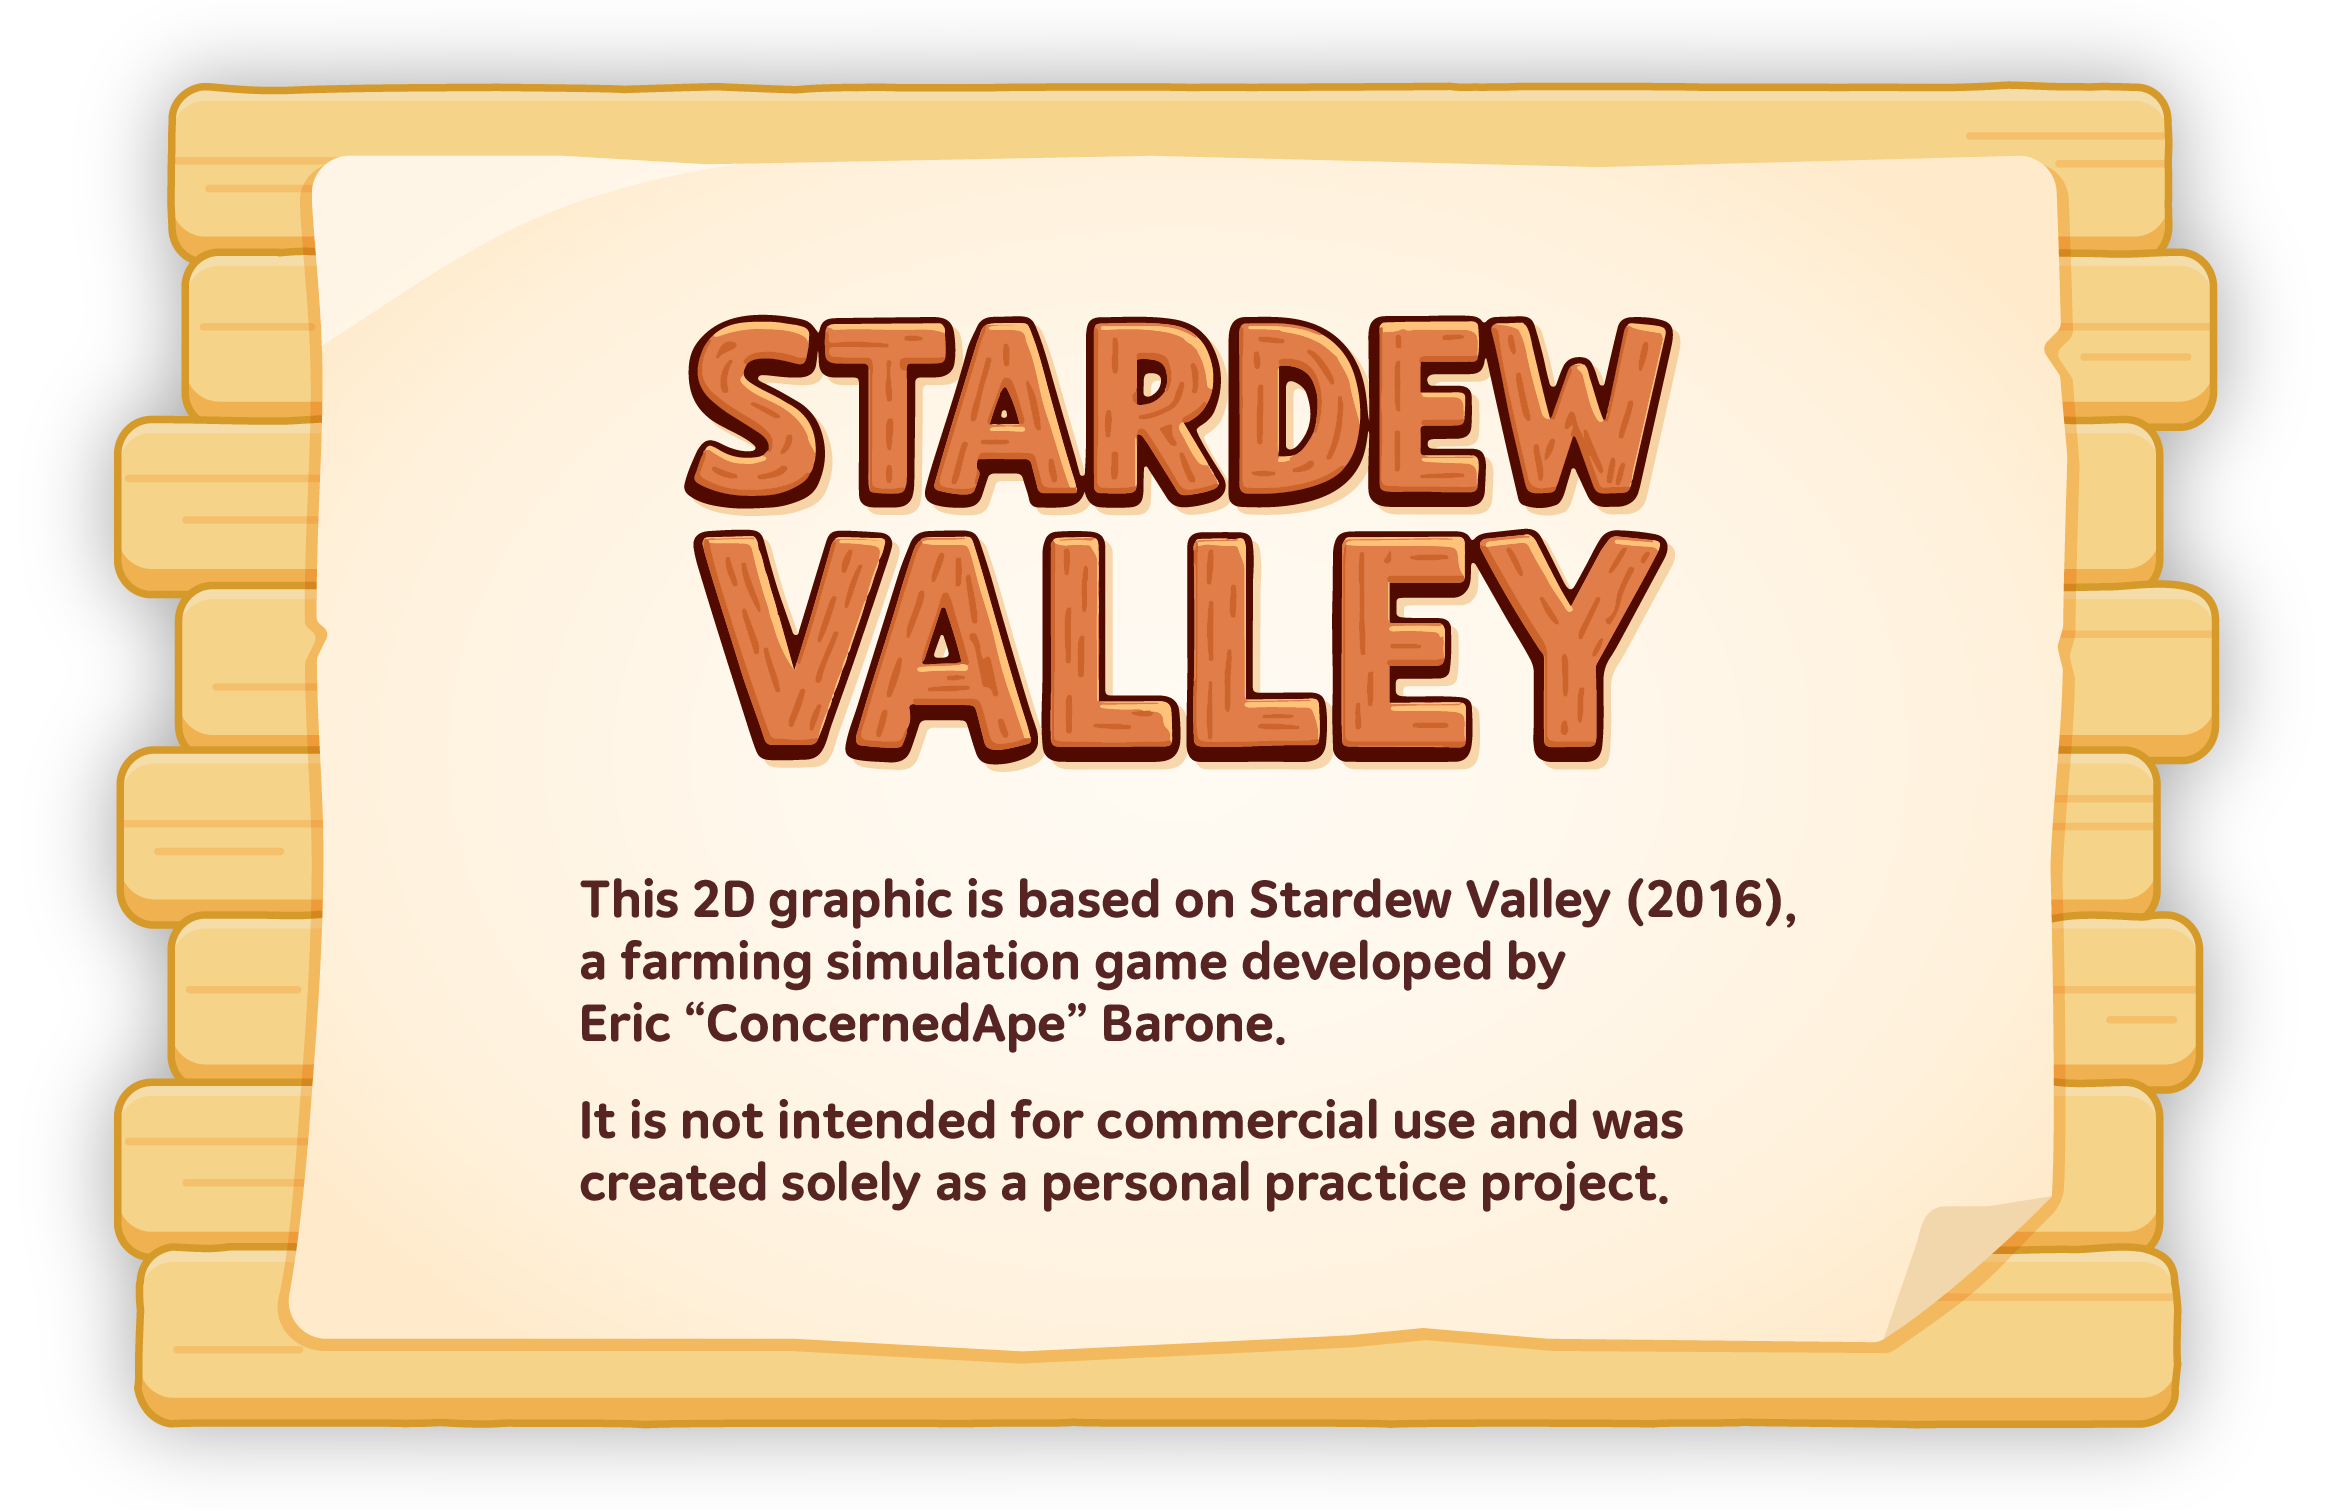 STARDEW
VALLEY
This 2D graphic is based on Stardew Valley (2016),
a farming simulation game developed by
Eric “ConcernedApe” Barone.
It is not intended for commercial use and was
created solely as a personal practice project.